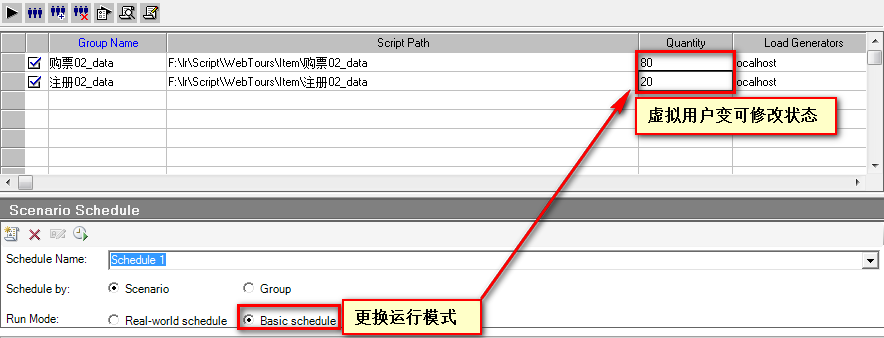 Group Name Script Path Quantity Load Generators
购票02_data F:\lr\Script\WebTours\Item\购票02_data 80 ocalhost
注册02_data F:\lr\Script\WebTours\Item\注册02_data 20 ocalhost
虚拟用户变可修改状态
Scenario Schedule
Schedule Name: Schedule 1
Schedule by: Scenario Group
Run Mode: Real-world schedule Basic schedule 更换运行模式